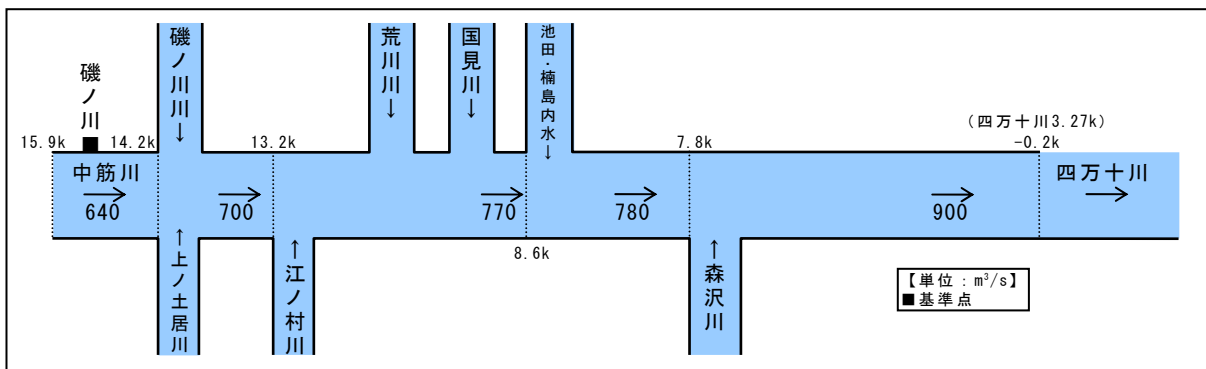 磯ノ川川↓
荒川川↓
国見川↓
池田・楠島内水↓
磯ノ川
(四万十川3.27k)
15.9k
14.2k
13.2k
7.8k
-0.2k
中筋川
四万十川
640
700
770
780
900
8.6k
↑上ノ土居川
↑江ノ村川
↑森沢川
【単位:m³/s】
■基準点